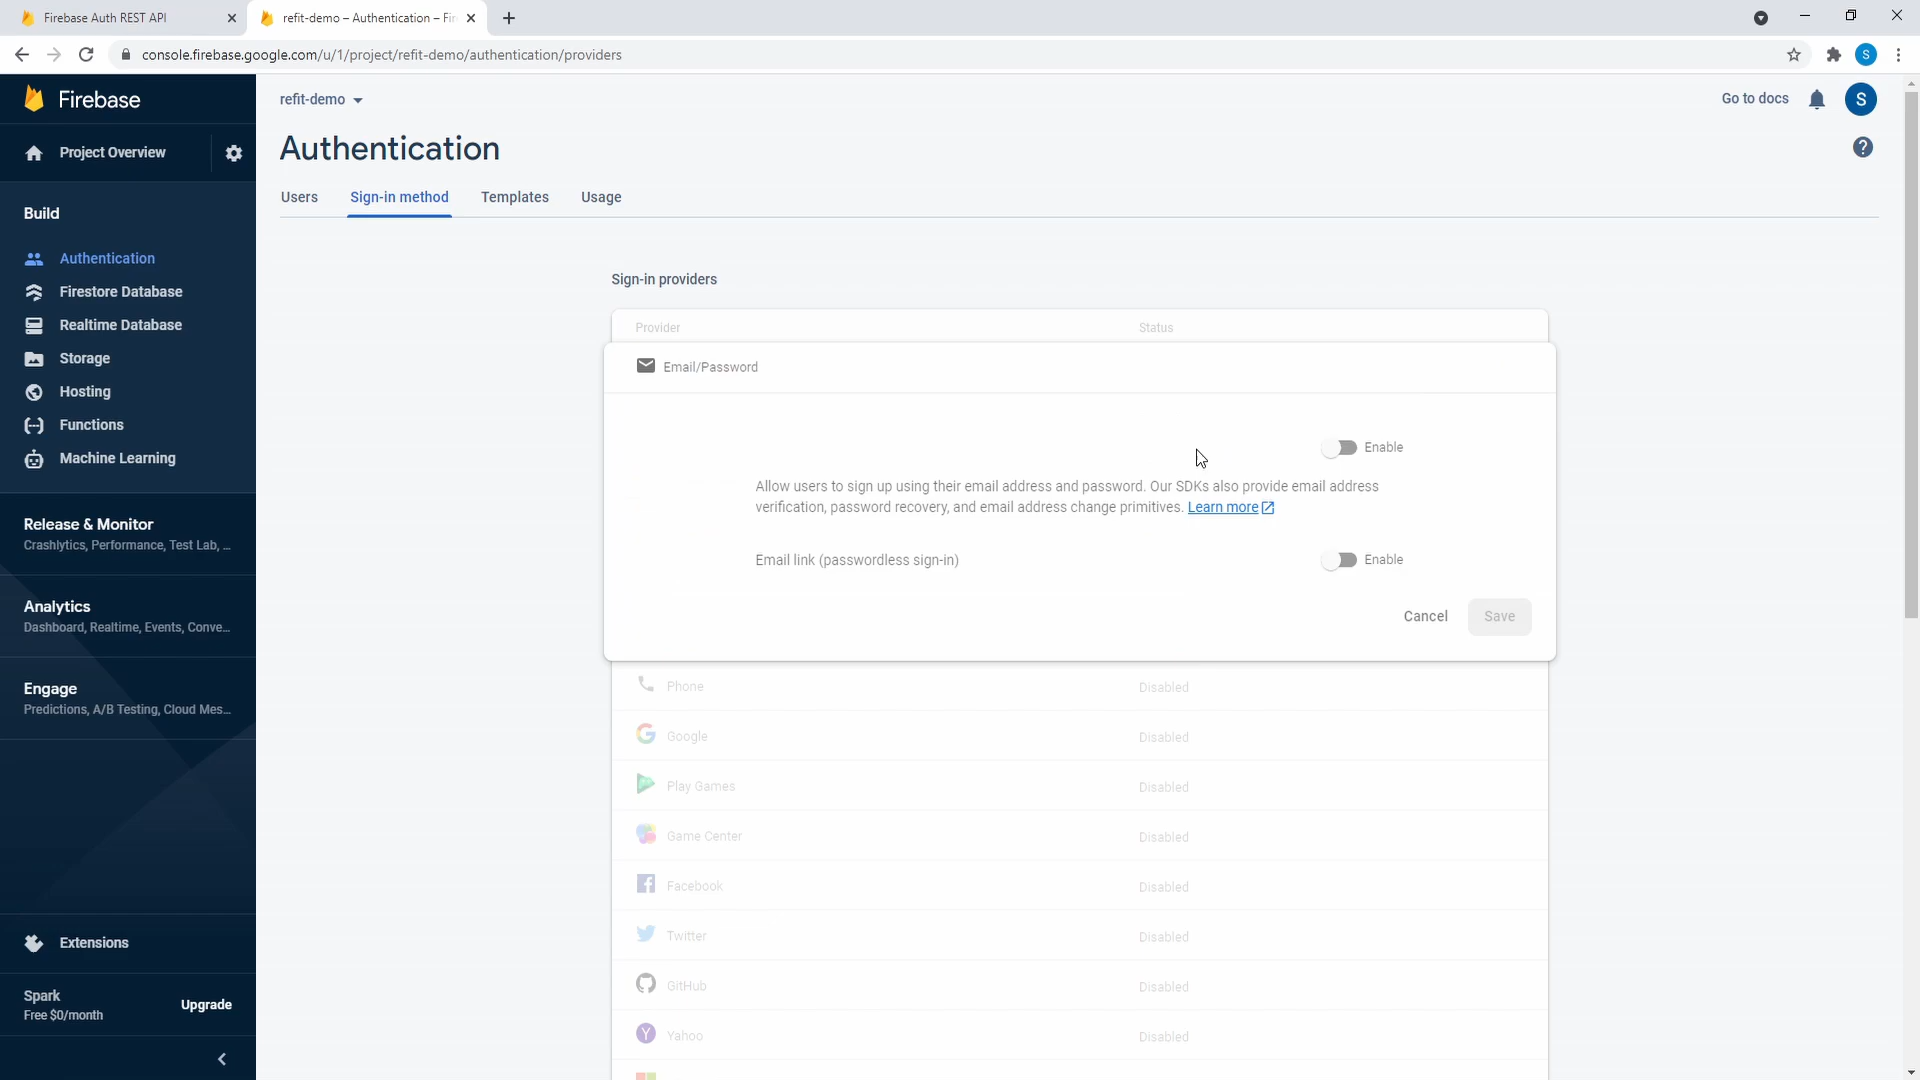 Firebase Auth REST API
refit-demo – Authentication – Fir
console.firebase.google.com/u/1/project/refit-demo/authentication/providers
S
Firebase
refit-demo
Go to docs
S
Project Overview
Authentication
?
Users
Sign-in method
Templates
Usage
Build
Authentication
Firestore Database
Realtime Database
Storage
Hosting
Functions
Machine Learning
Release & Monitor
Crashlytics, Performance, Test Lab, ...
Analytics
Dashboard, Realtime, Events, Conve...
Engage
Predictions, A/B Testing, Cloud Mes...
Extensions
Spark
Free $0/month
Upgrade
Sign-in providers
Provider
Status
Email/Password
Enable
Allow users to sign up using their email address and password. Our SDKs also provide email address
verification, password recovery, and email address change primitives. Learn more
Email link (passwordless sign-in)
Enable
Cancel
Save
Phone
Disabled
Google
Disabled
Play Games
Disabled
Game Center
Disabled
Facebook
Disabled
Twitter
Disabled
GitHub
Disabled
Yahoo
Disabled